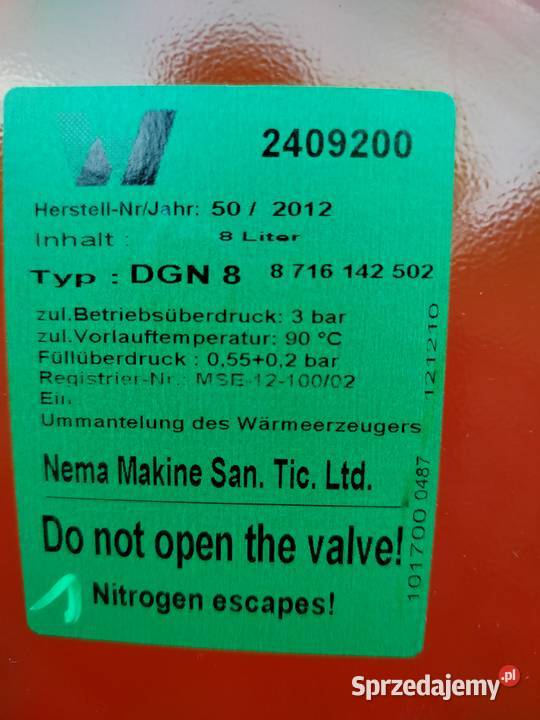 W
2409200
Herstell-Nr/Jahr: 50 / 2012
Inhalt : 8 Liter
Typ : DGN 8 8 716 142 502
zul.Betriebsüberdruck: 3 bar
zul.Vorlauftemperatur: 90 °C
Füllüberdruck : 0,55+0,2 bar
Registrier-Nr.: MSE-12-100/02
Ummantelung des Wärmeerzeugers
Nema Makine San. Tic. Ltd.
Do not open the valve!
1 Nitrogen escapes!
101700 0487 121210
Sprzedajemy.pl